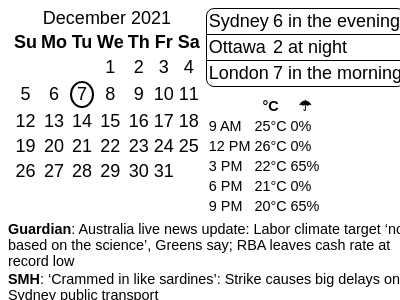 December 2021
Su Mo Tu We Th Fr Sa
1 2 3 4
5 6 7 8 9 10 11
12 13 14 15 16 17 18
19 20 21 22 23 24 25
26 27 28 29 30 31
Sydney 6 in the evening
Ottawa 2 at night
London 7 in the morning
°C ☂
9 AM 25°C 0%
12 PM 26°C 0%
3 PM 22°C 65%
6 PM 21°C 0%
9 PM 20°C 65%
Guardian: Australia live news update: Labor climate target ‘no
based on the science’, Greens say; RBA leaves cash rate at
record low
SMH: ‘Crammed in like sardines’: Strike causes big delays on
Sydney public transport